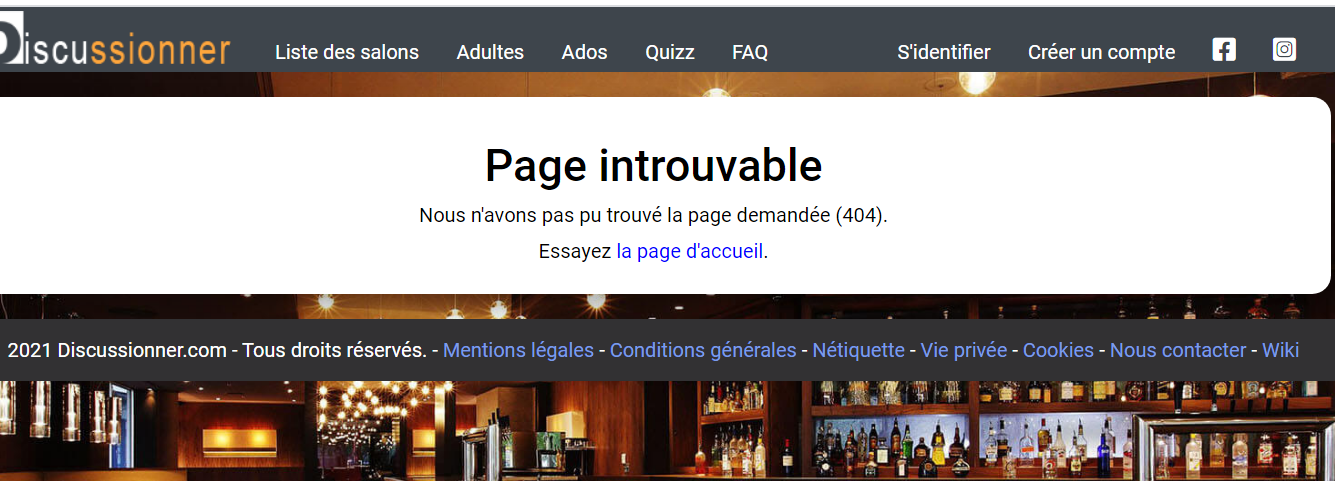 Discussionner Liste des salons Adultes Ados Quizz FAQ S'identifier Créer un compte
Page introuvable
Nous n'avons pas pu trouvé la page demandée (404).
Essayez la page d'accueil.
2021 Discussionner.com - Tous droits réservés. - Mentions légales - Conditions générales - Nétiquette - Vie privée - Cookies - Nous contacter - Wiki